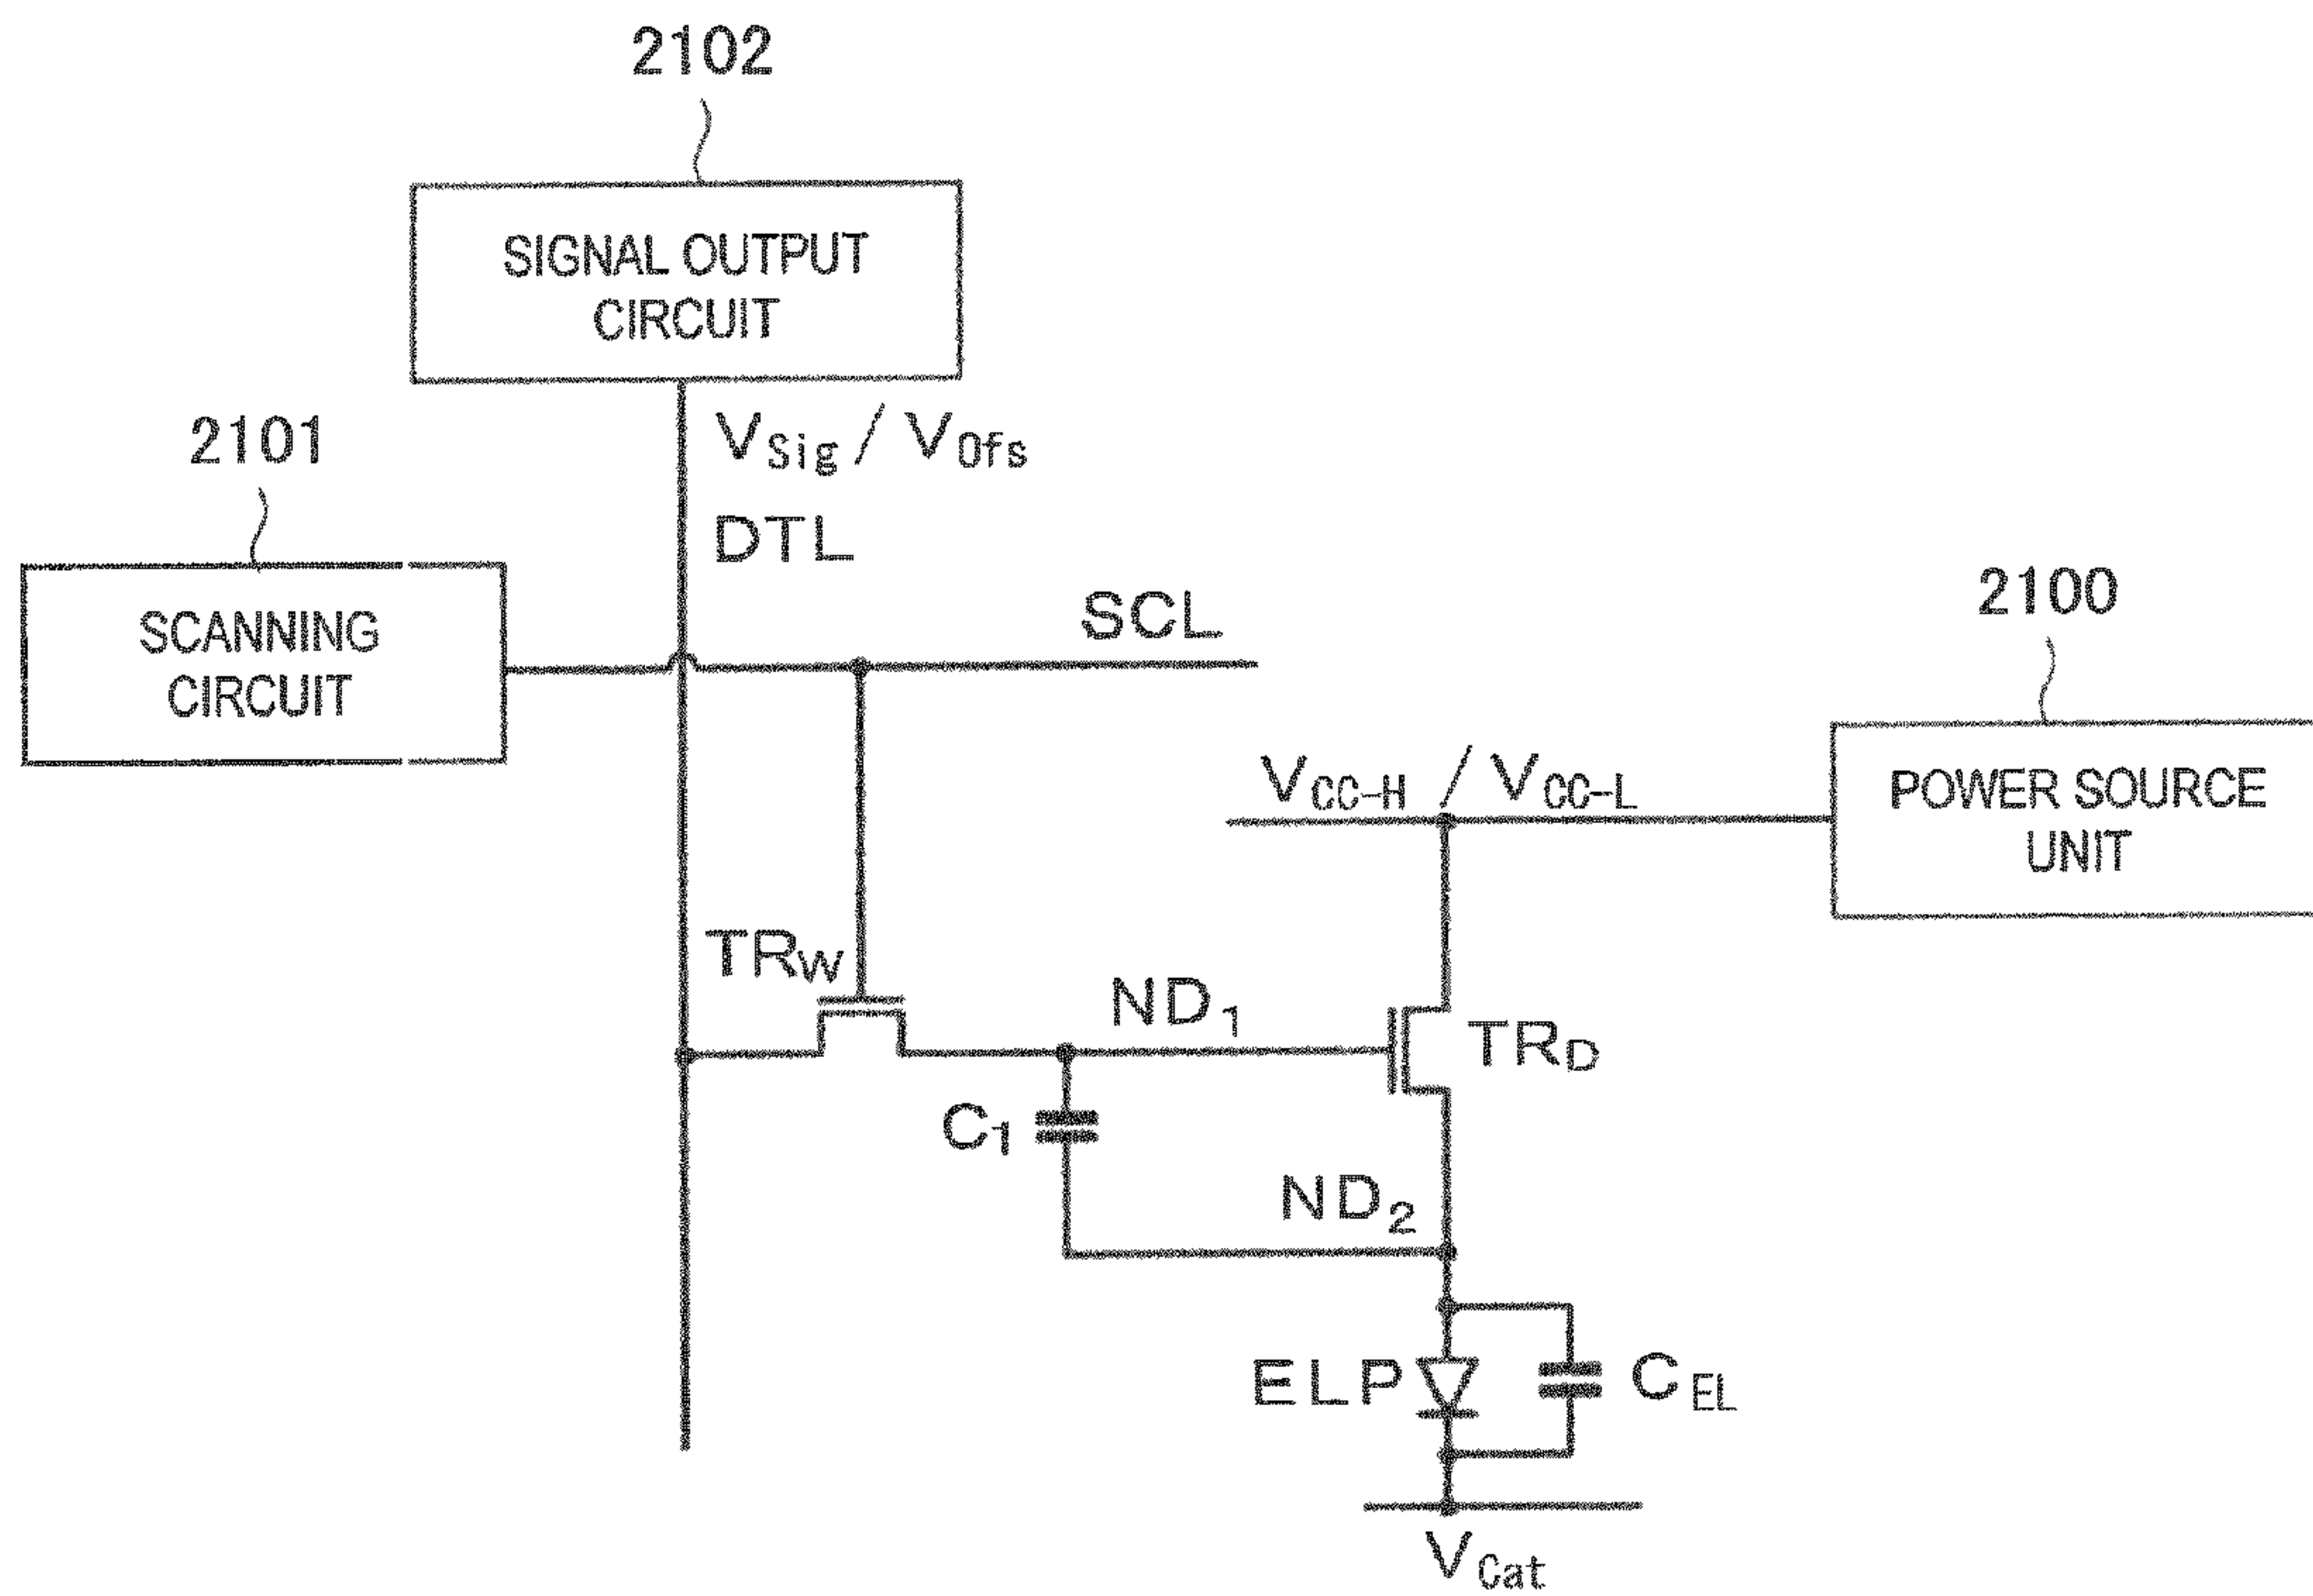 2102
SIGNAL OUTPUT
CIRCUIT
V_Sig / V_Ofs
2101
DTL
SCANNING
CIRCUIT
SCL
2100
V_CC-H / V_CC-L
POWER SOURCE
UNIT
TR_W
ND_1
TR_D
C_1
ND_2
ELP
C_EL
V_Cat